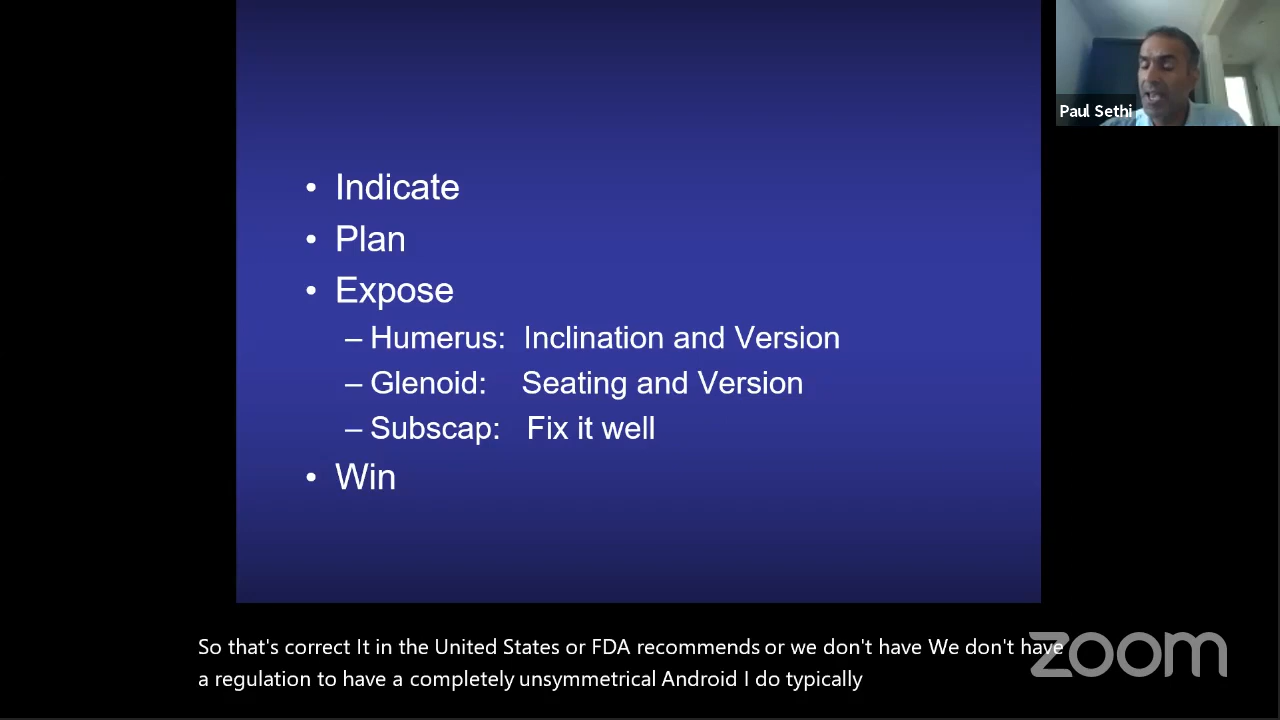 Paul Sethi
• Indicate
• Plan
• Expose
– Humerus: Inclination and Version
– Glenoid: Seating and Version
– Subscap: Fix it well
• Win
So that's correct It in the United States or FDA recommends or we don't have We don't have
a regulation to have a completely unsymmetrical Android I do typically
zoom